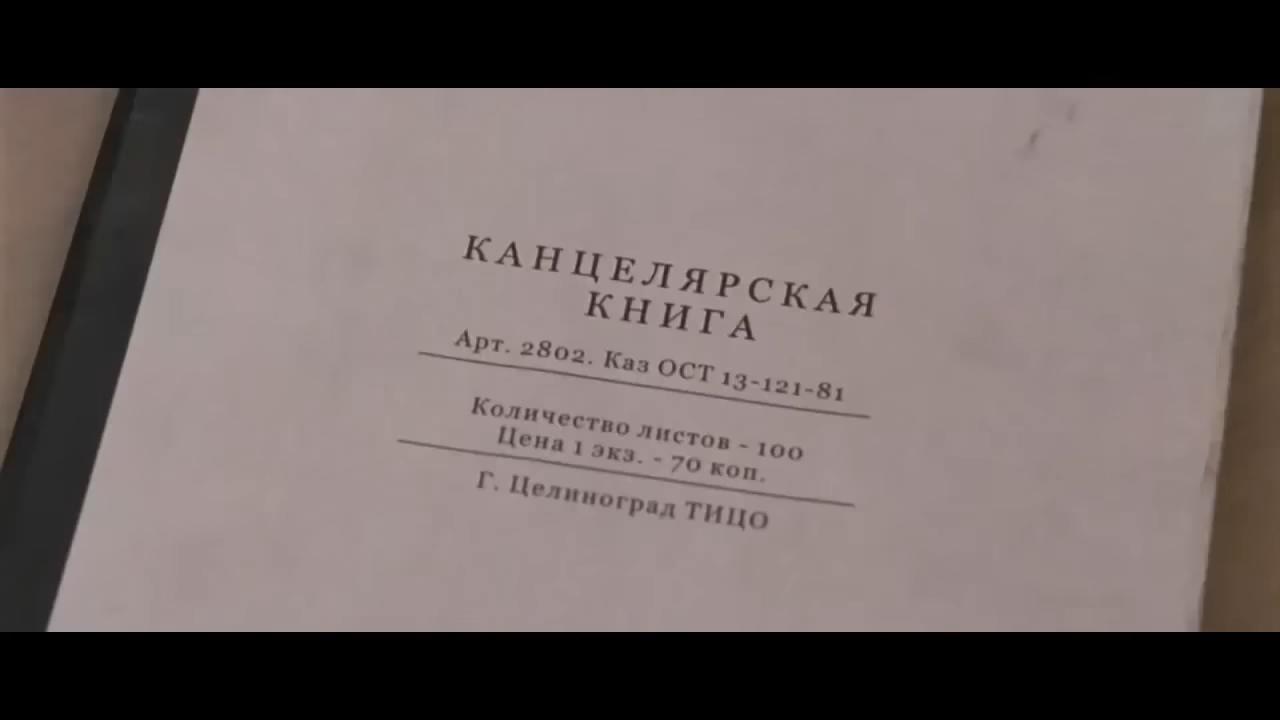 КАНЦЕЛЯРСКАЯ
КНИГА
Арт. 2802. Каз ОСТ 13-121-81
Количество листов - 100
Цена 1 экз. - 70 коп.
Г. Целиноград ТИЦО